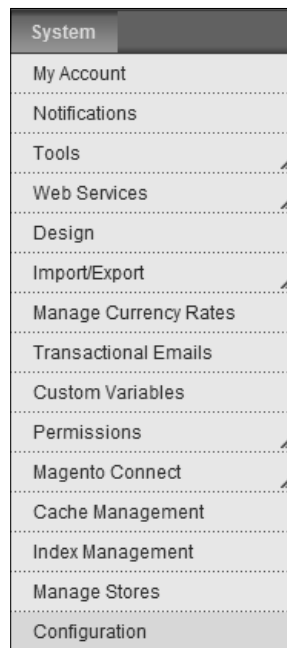 System
My Account
Notifications
Tools
Web Services
Design
Import/Export
Manage Currency Rates
Transactional Emails
Custom Variables
Permissions
Magento Connect
Cache Management
Index Management
Manage Stores
Configuration